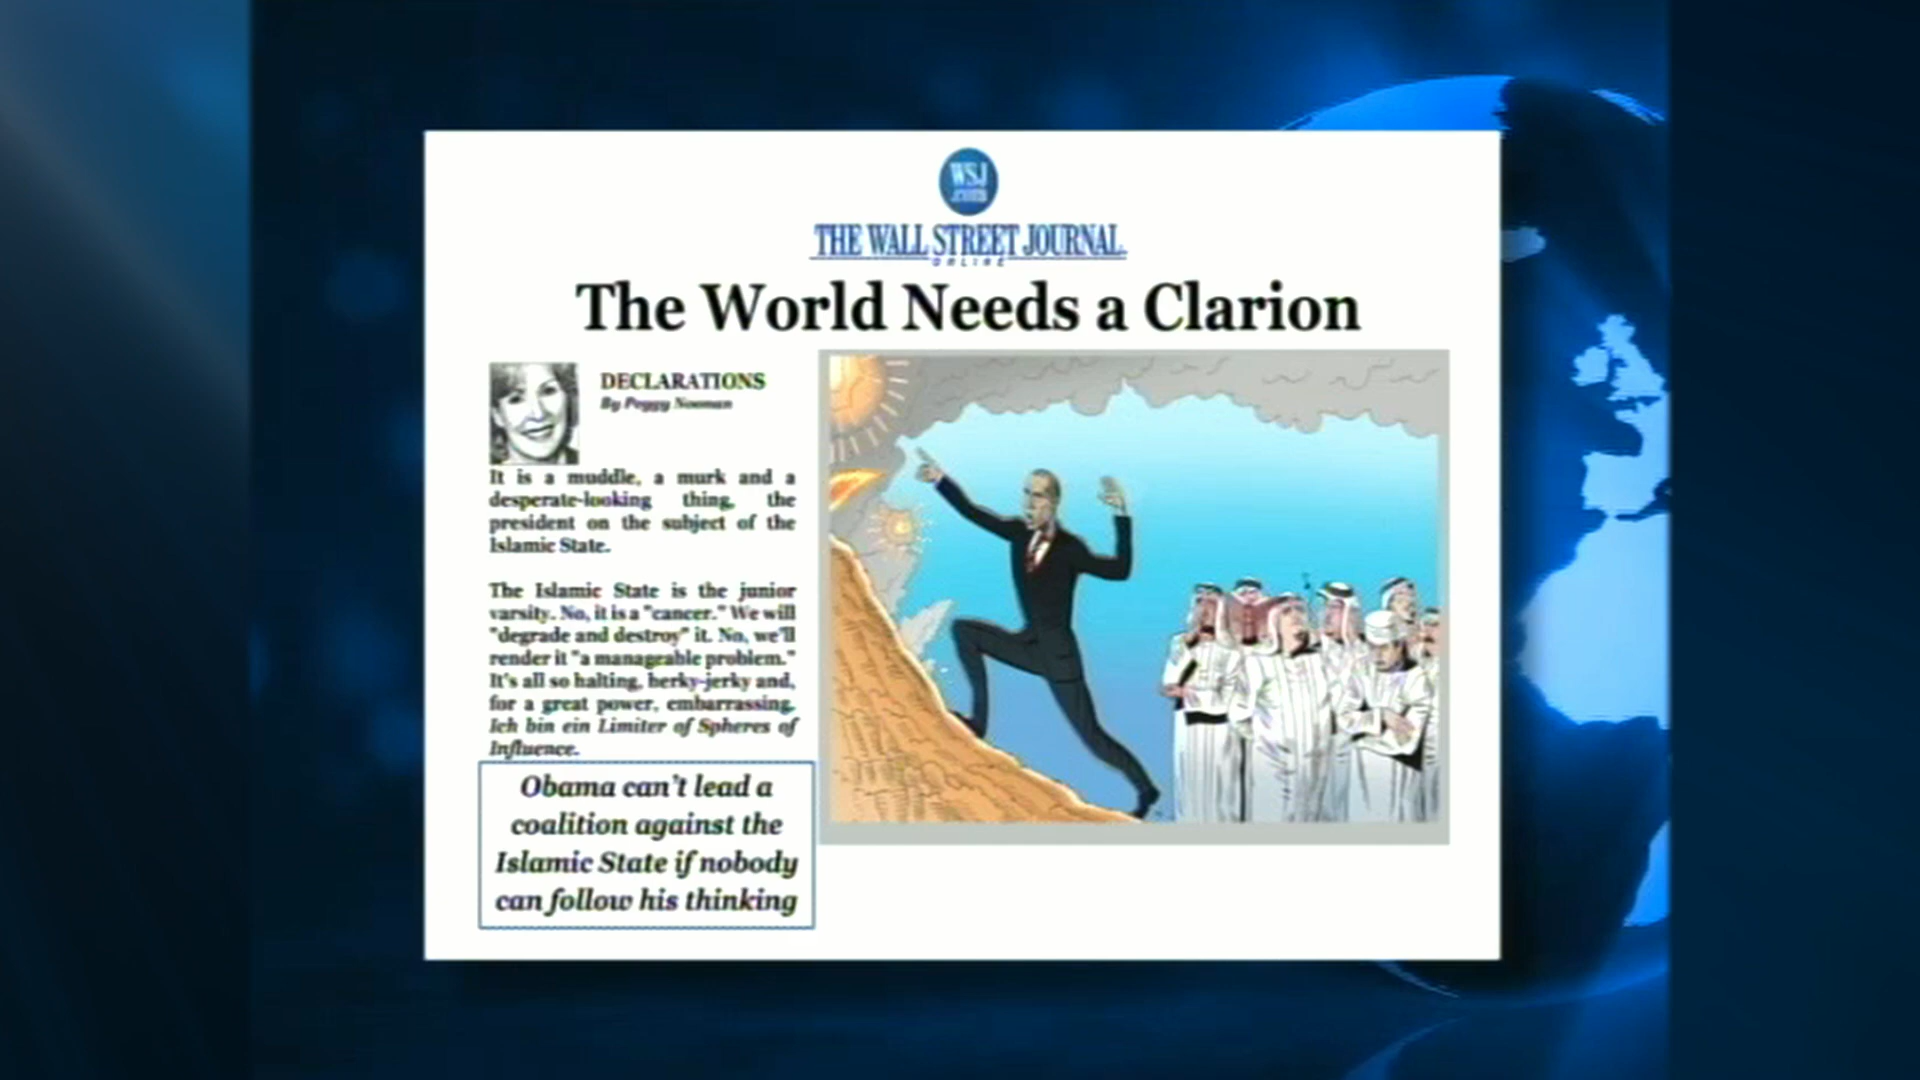 WSJ
THE WALL STREET JOURNAL.
ONLINE
The World Needs a Clarion
DECLARATIONS
By Peggy Noonan
It is a muddle, a murk and a
desperate-looking thing, the
president on the subject of the
Islamic State.
The Islamic State is the junior
varsity. No, it is a "cancer." We will
"degrade and destroy" it. No, we'll
render it "a manageable problem."
It's all so halting, herky-jerky and,
for a great power, embarrassing.
Ich bin ein Limiter of Spheres of
Influence.
Obama can't lead a
coalition against the
Islamic State if nobody
can follow his thinking